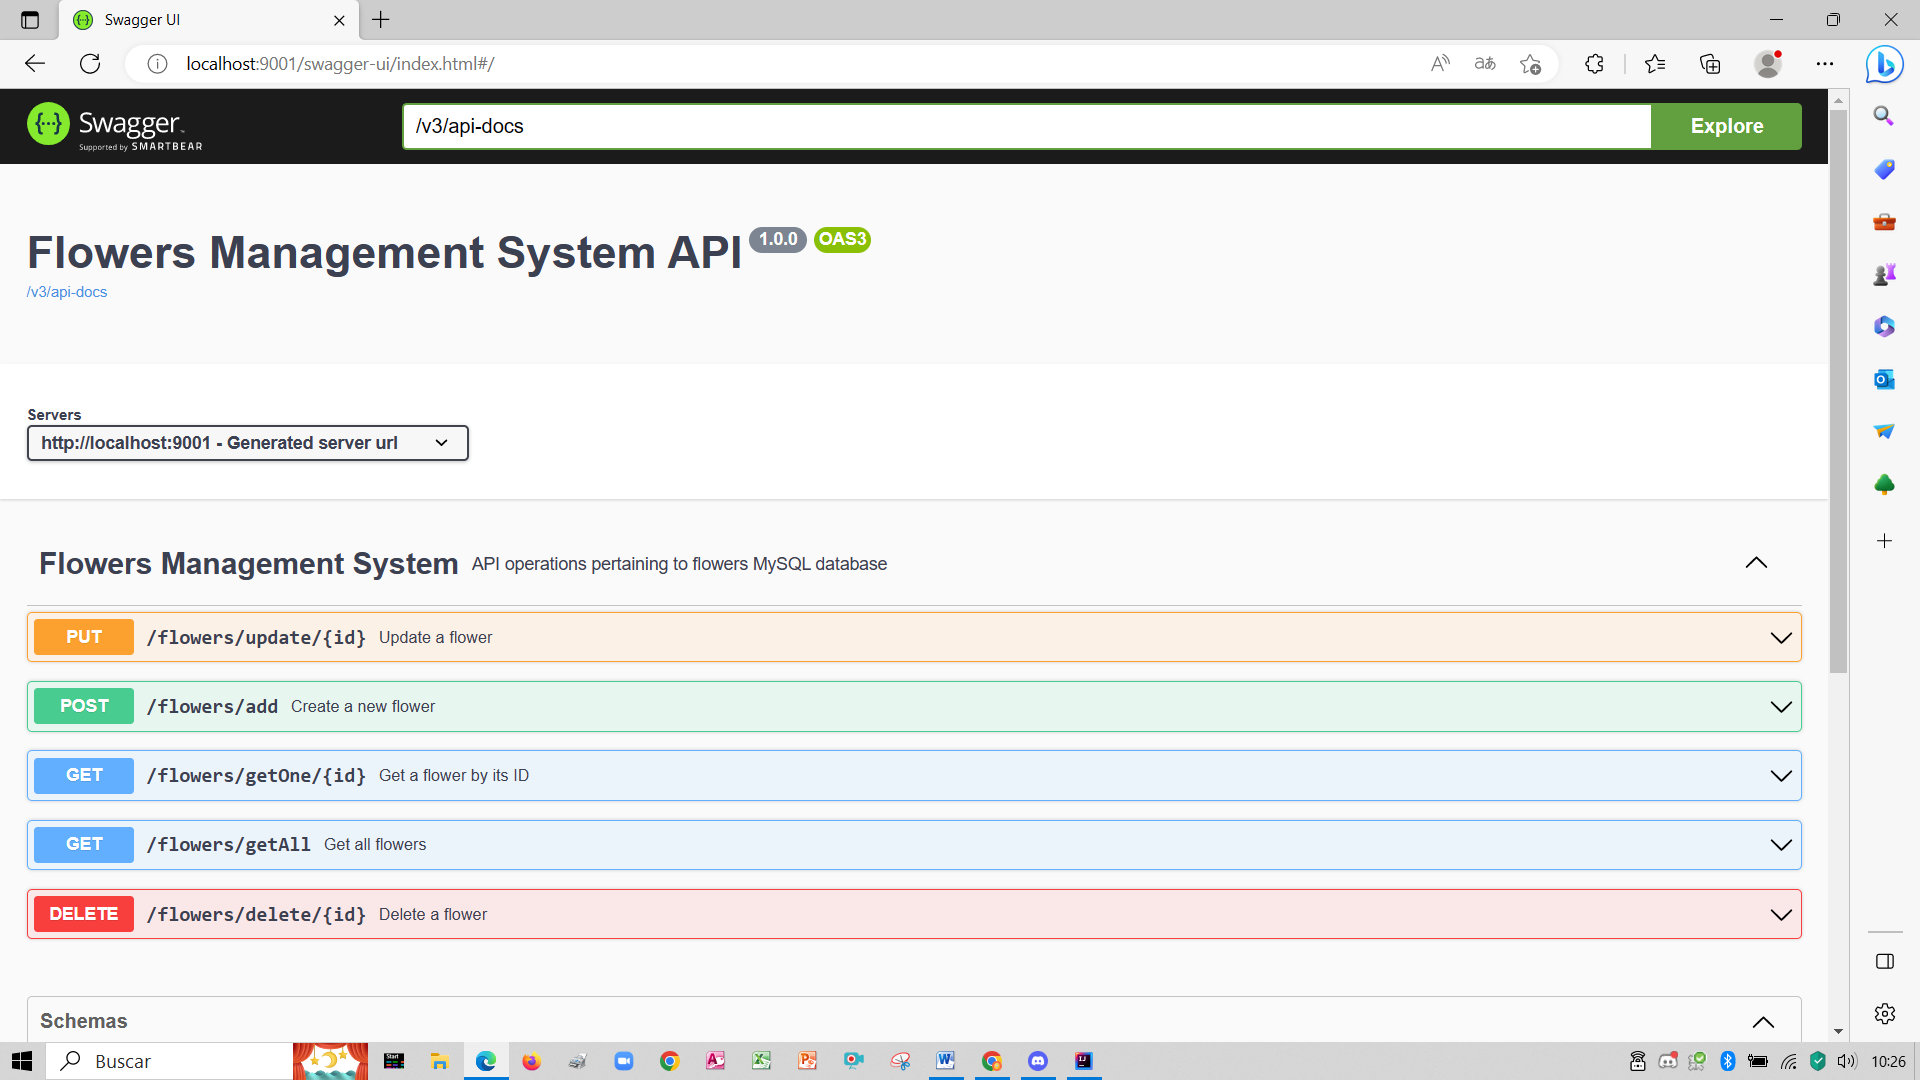 Swagger UI
localhost:9001/swagger-ui/index.html#/
Swagger
Supported by SMARTBEAR
/v3/api-docs
Explore
Flowers Management System API 1.0.0 OAS3
/v3/api-docs
Servers
http://localhost:9001 - Generated server url
Flowers Management System API operations pertaining to flowers MySQL database
PUT /flowers/update/{id} Update a flower
POST /flowers/add Create a new flower
GET /flowers/getOne/{id} Get a flower by its ID
GET /flowers/getAll Get all flowers
DELETE /flowers/delete/{id} Delete a flower
Schemas
Buscar
10:26